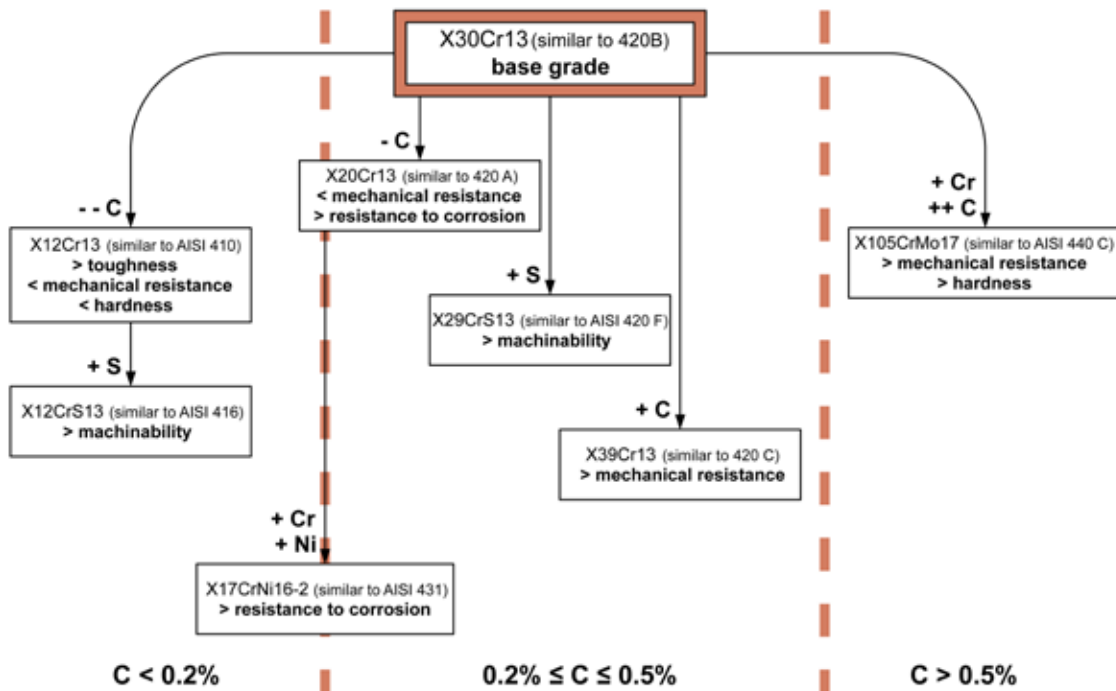 X30Cr13 (similar to 420B)
base grade
- C
X20Cr13 (similar to 420 A)
< mechanical resistance
> resistance to corrosion
- - C
X12Cr13 (similar to AISI 410)
> toughness
< mechanical resistance
< hardness
+ Cr
++ C
X105CrMo17 (similar to AISI 440 C)
> mechanical resistance
> hardness
+ S
X29CrS13 (similar to AISI 420 F)
> machinability
+ S
X12CrS13 (similar to AISI 416)
> machinability
+ C
X39Cr13 (similar to 420 C)
> mechanical resistance
+ Cr
+ Ni
X17CrNi16-2 (similar to AISI 431)
> resistance to corrosion
C < 0.2%
0.2% ≤ C ≤ 0.5%
C > 0.5%